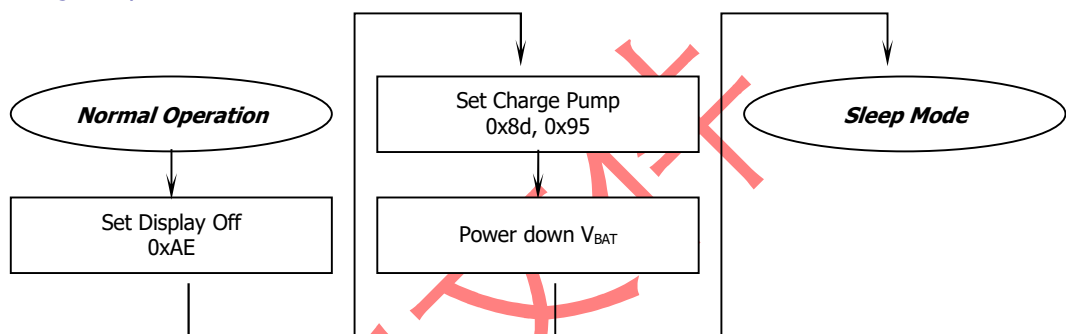 Normal Operation
Set Display Off
0xAE
Set Charge Pump
0x8d, 0x95
Power down VBAT
Sleep Mode